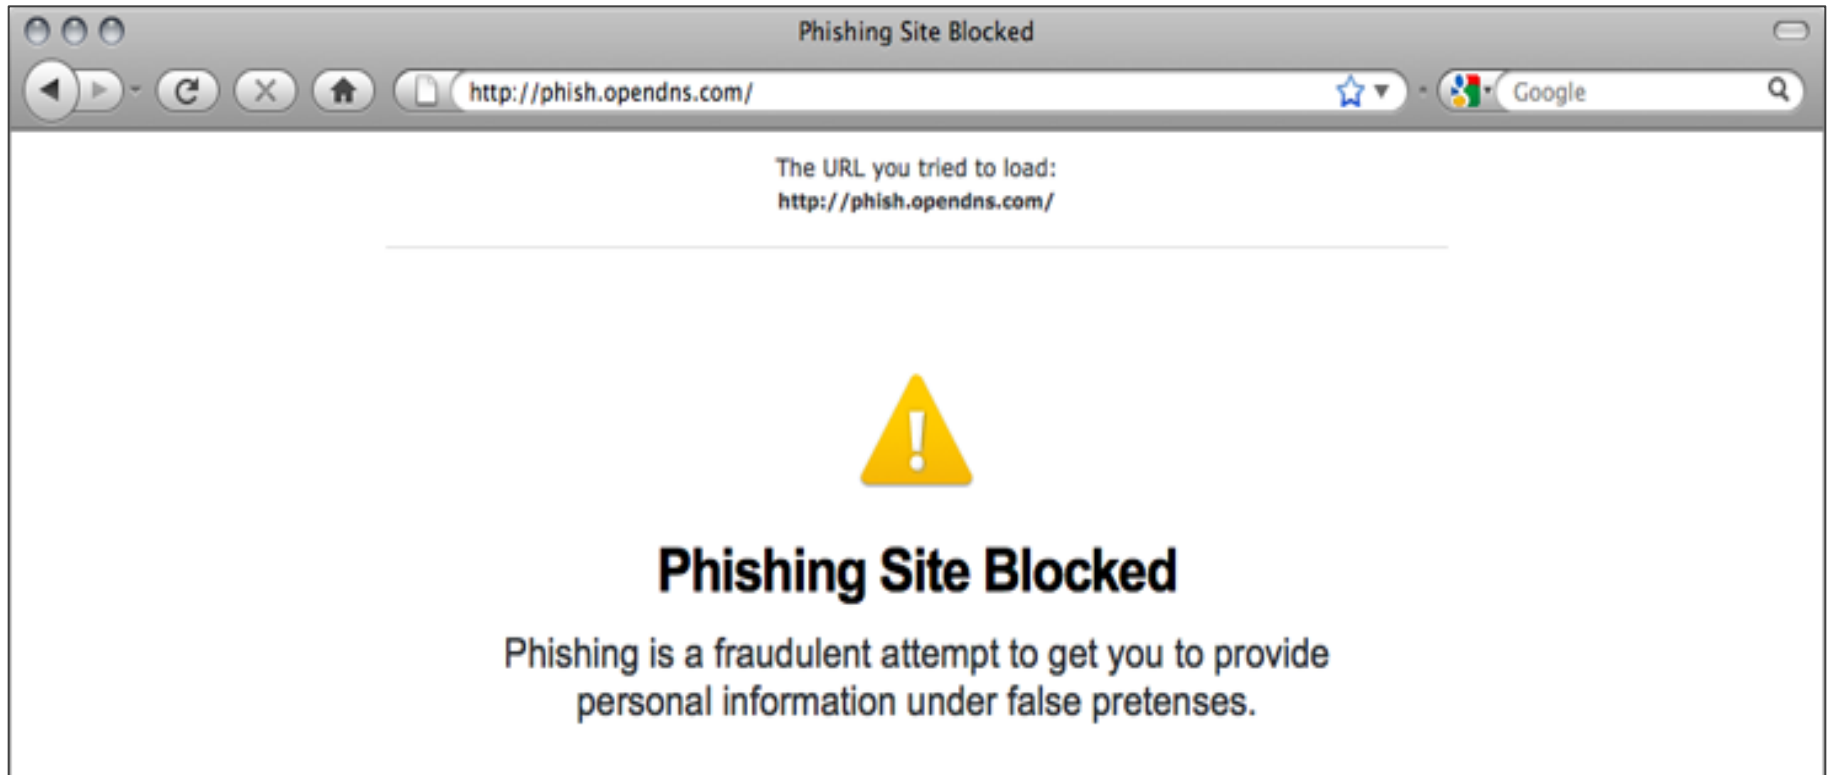 Phishing Site Blocked
http://phish.opendns.com/
Google
The URL you tried to load:
http://phish.opendns.com/
Phishing Site Blocked
Phishing is a fraudulent attempt to get you to provide
personal information under false pretenses.